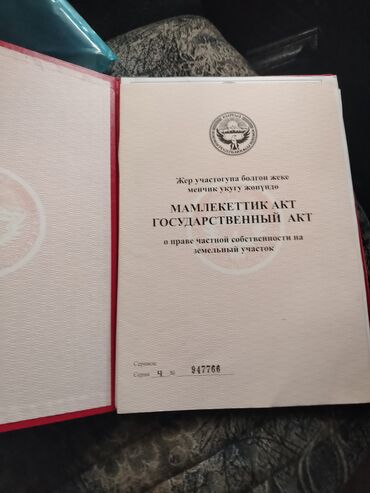 Жер участогуна болгон жеке
менчик укугу жөнүндө
МАМЛЕКЕТТИК АКТ
ГОСУДАРСТВЕННЫЙ АКТ
о праве частной собственности на
земельный участок
Сериясы
Серия Ч № 947766